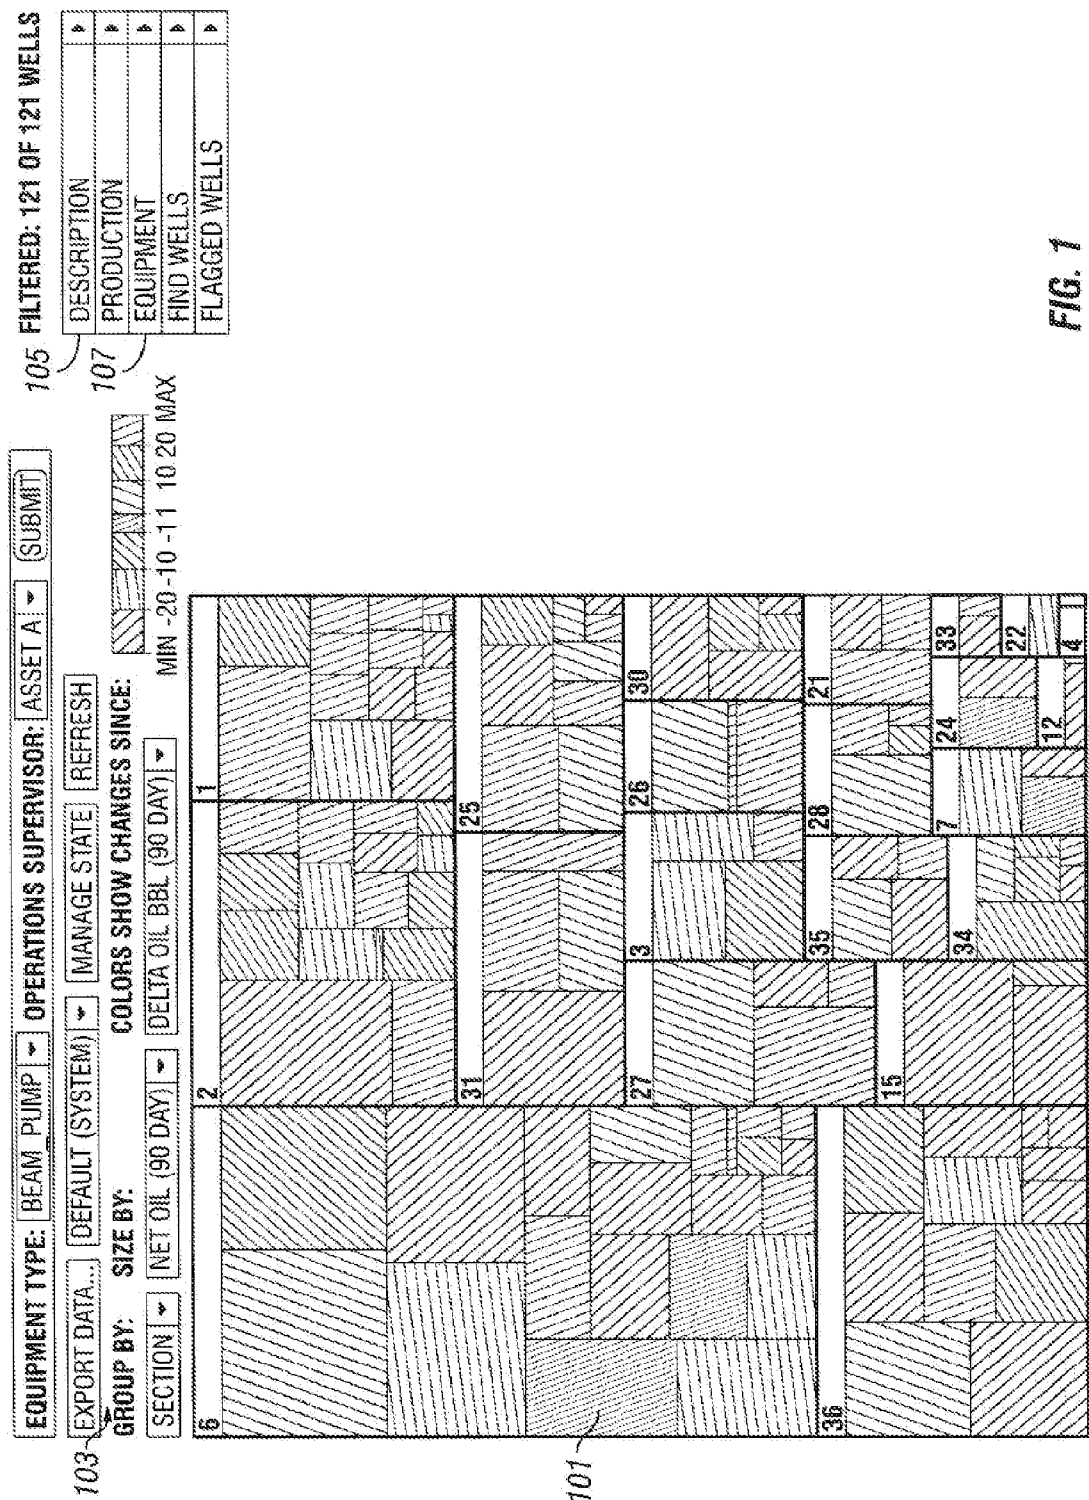 EQUIPMENT TYPE: BEAM_PUMP OPERATIONS SUPERVISOR: ASSET A (SUBMIT)
105 FILTERED: 121 OF 121 WELLS
EXPORT DATA... DEFAULT (SYSTEM) MANAGE STATE REFRESH
DESCRIPTION
103 GROUP BY: SIZE BY: COLORS SHOW CHANGES SINCE:
107 PRODUCTION
SECTION NET OIL (90 DAY) DELTA OIL BBL (90 DAY)
EQUIPMENT
MIN -20 -10 -11 10 20 MAX
FIND WELLS
FLAGGED WELLS
6 2 1
31 25
101
27 3 26 30
36 15 35 28 21
34 7 24 33
12 22
4
FIG. 1